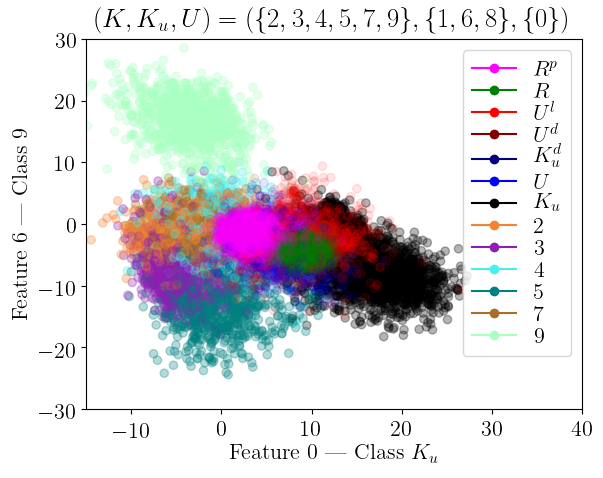 (K, K_u, U) = ({2, 3, 4, 5, 7, 9}, {1, 6, 8}, {0})
30
20
10
0
−10
−20
−30
Feature 6 — Class 9
R^p
R
U^l
U^d
K_u^d
U
K_u
2
3
4
5
7
9
−10
0
10
20
30
40
Feature 0 — Class K_u